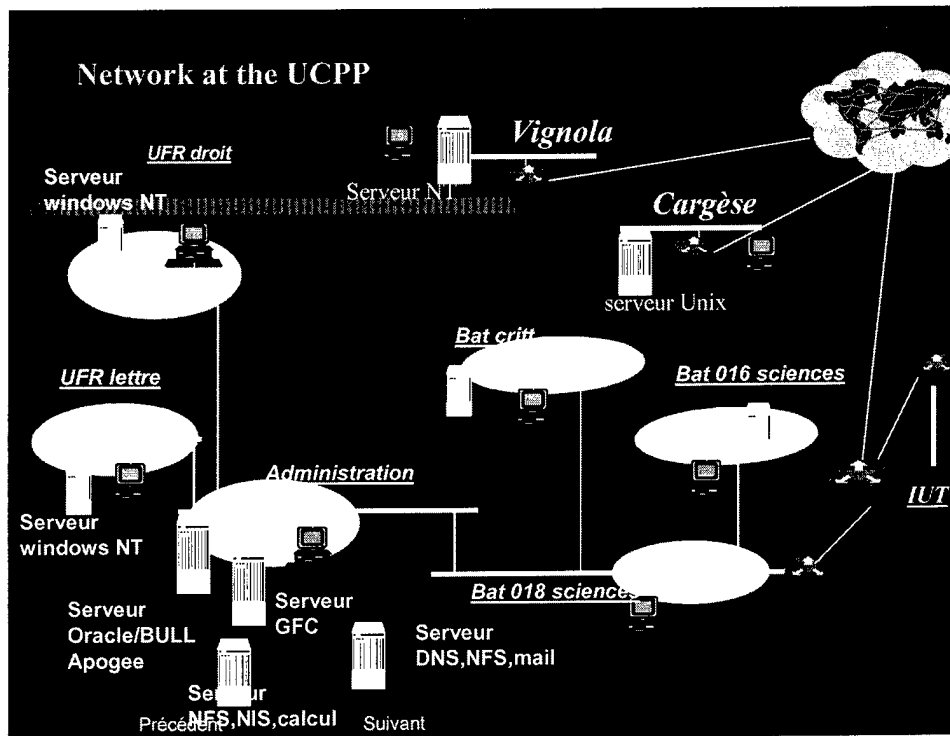 Network at the UCPP
Vignola
UFR droit
Serveur
windows NT
Serveur NT
Cargèse
serveur Unix
Bat critt
UFR lettre
Bat 016 sciences
Administration
IUT
Serveur
windows NT
Bat 018 sciences
Serveur
Oracle/BULL
Apogee
Serveur
GFC
Serveur
DNS,NFS,mail
Serveur
NFS,NIS,calcul
Précédent
Suivant